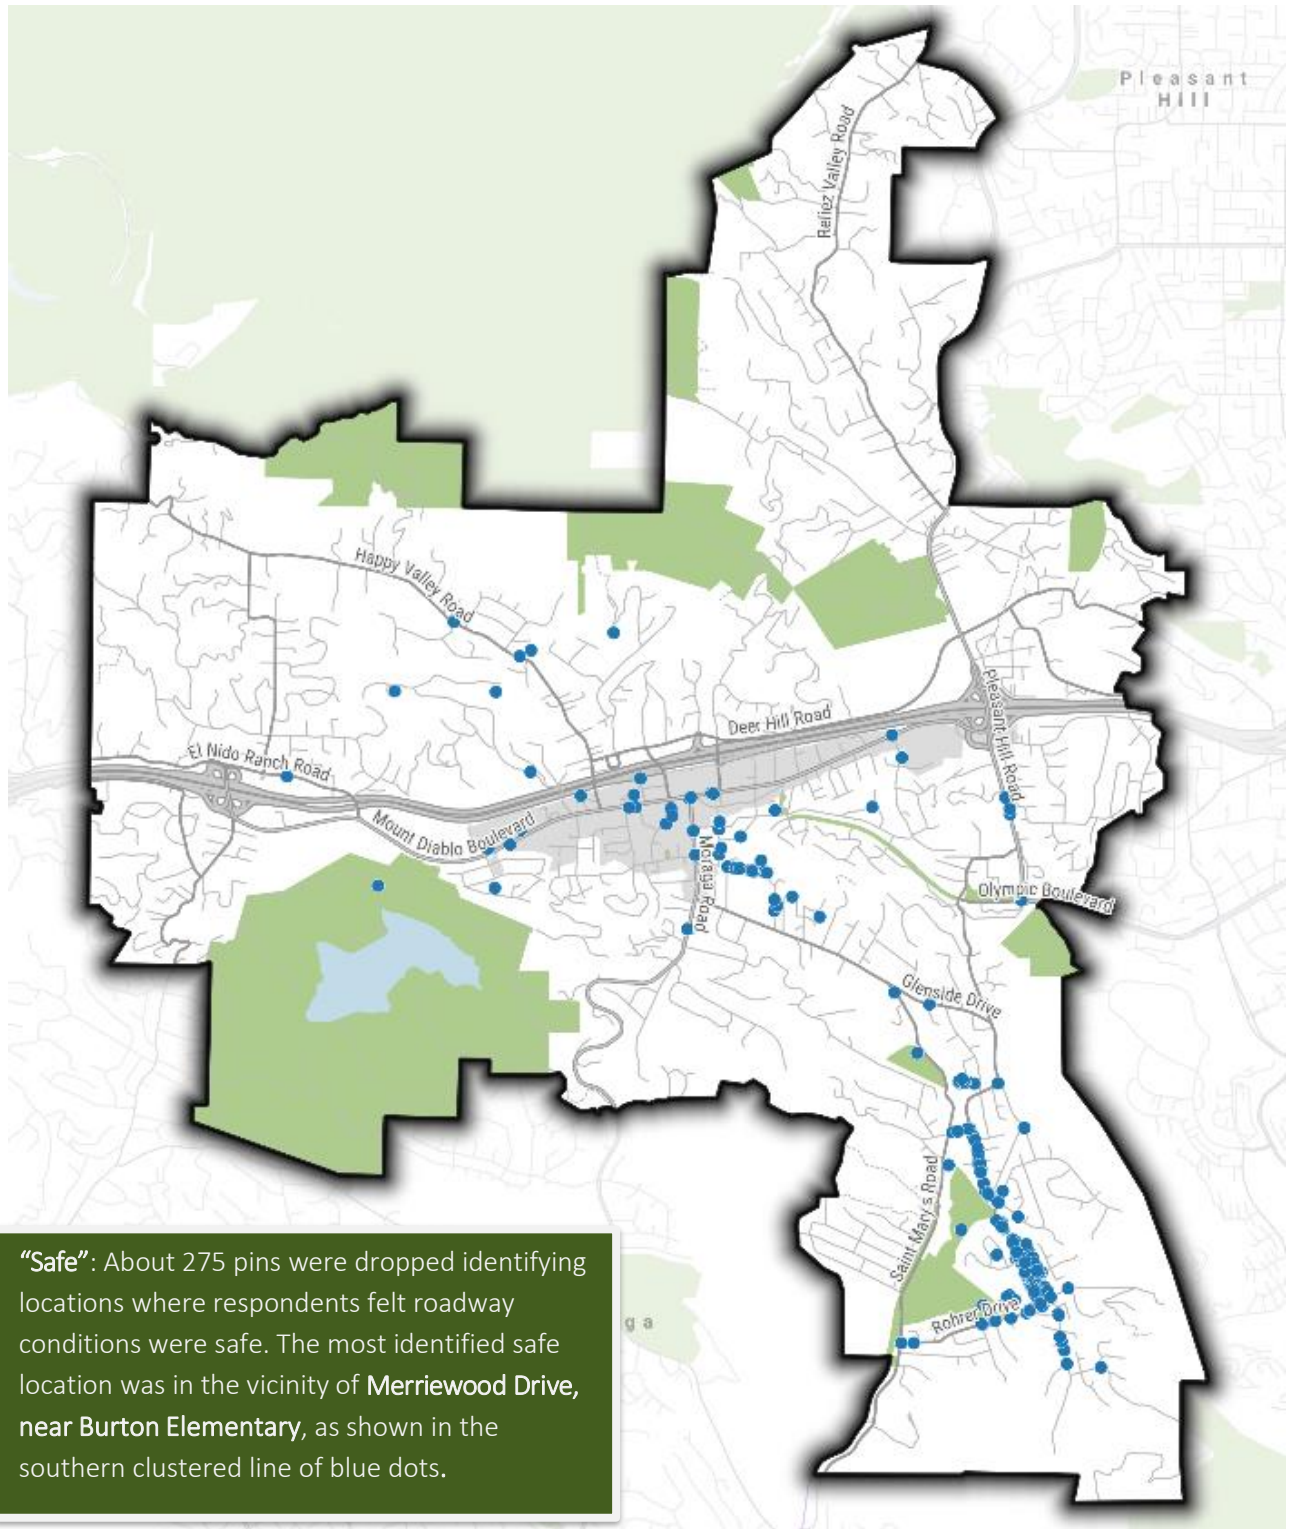 Pleasant
Hill
Reliez Valley Road
Happy Valley Road
Deer Hill Road
Pleasant Hill Road
El Nido Ranch Road
Mount Diablo Boulevard
Moraga Road
Olympic Boulevard
Glenside Drive
Saint Mary's Road
Rohrer Drive
ga
“Safe”: About 275 pins were dropped identifying
locations where respondents felt roadway
conditions were safe. The most identified safe
location was in the vicinity of Merriewood Drive,
near Burton Elementary, as shown in the
southern clustered line of blue dots.